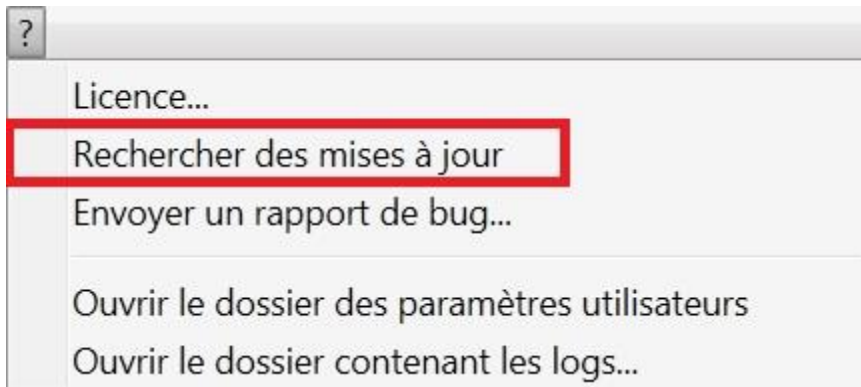 ?
Licence...
Rechercher des mises à jour
Envoyer un rapport de bug...
Ouvrir le dossier des paramètres utilisateurs
Ouvrir le dossier contenant les logs...